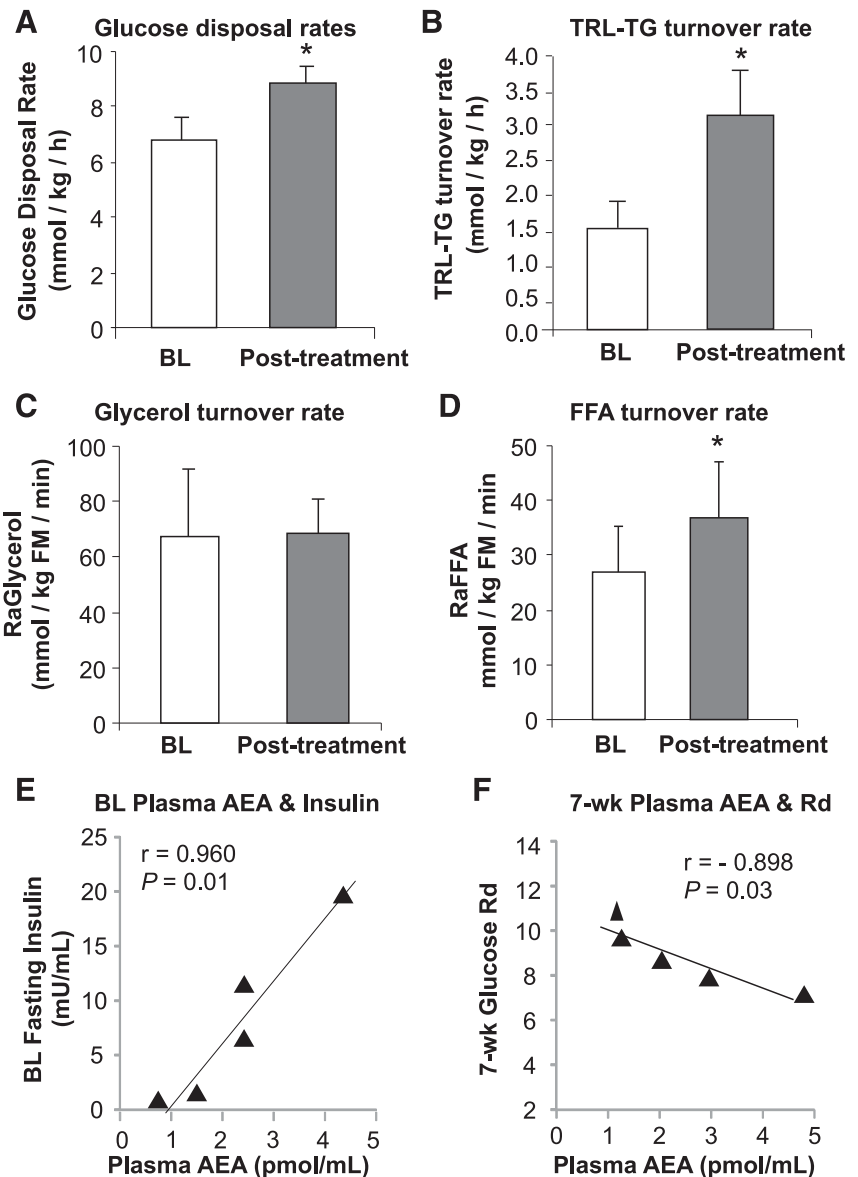 A
Glucose disposal rates
Glucose Disposal Rate
(mmol / kg / h)
10
8
6
4
2
0
*
BL
Post-treatment
B
TRL-TG turnover rate
TRL-TG turnover rate
(mmol / kg / h)
4.0
3.5
3.0
2.5
2.0
1.5
1.0
0.5
0.0
*
BL
Post-treatment
C
Glycerol turnover rate
RaGlycerol
(mmol / kg FM / min)
100
80
60
40
20
0
BL
Post-treatment
D
FFA turnover rate
RaFFA
mmol / kg FM / min
50
40
30
20
10
0
*
BL
Post-treatment
E
BL Plasma AEA & Insulin
BL Fasting Insulin
(mU/mL)
25
20
15
10
5
0
r = 0.960
P = 0.01
0 1 2 3 4 5
Plasma AEA (pmol/mL)
F
7-wk Plasma AEA & Rd
7-wk Glucose Rd
14
12
10
8
6
4
2
r = - 0.898
P = 0.03
0 1 2 3 4 5
Plasma AEA (pmol/mL)